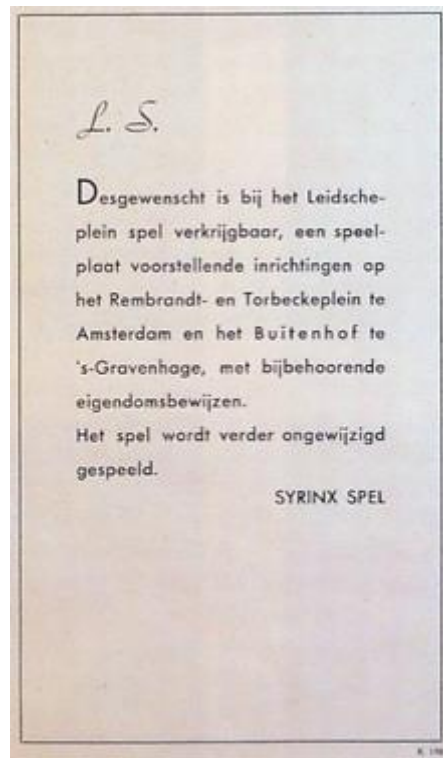 L. S.
Desgewenscht is bij het Leidsche-
plein spel verkrijgbaar, een speel-
plaat voorstellende inrichtingen op
het Rembrandt- en Torbeckeplein te
Amsterdam en het Buitenhof te
's-Gravenhage, met bijbehoorende
eigendomsbewijzen.
Het spel wordt verder ongewijzigd
gespeeld.
SYRINX SPEL